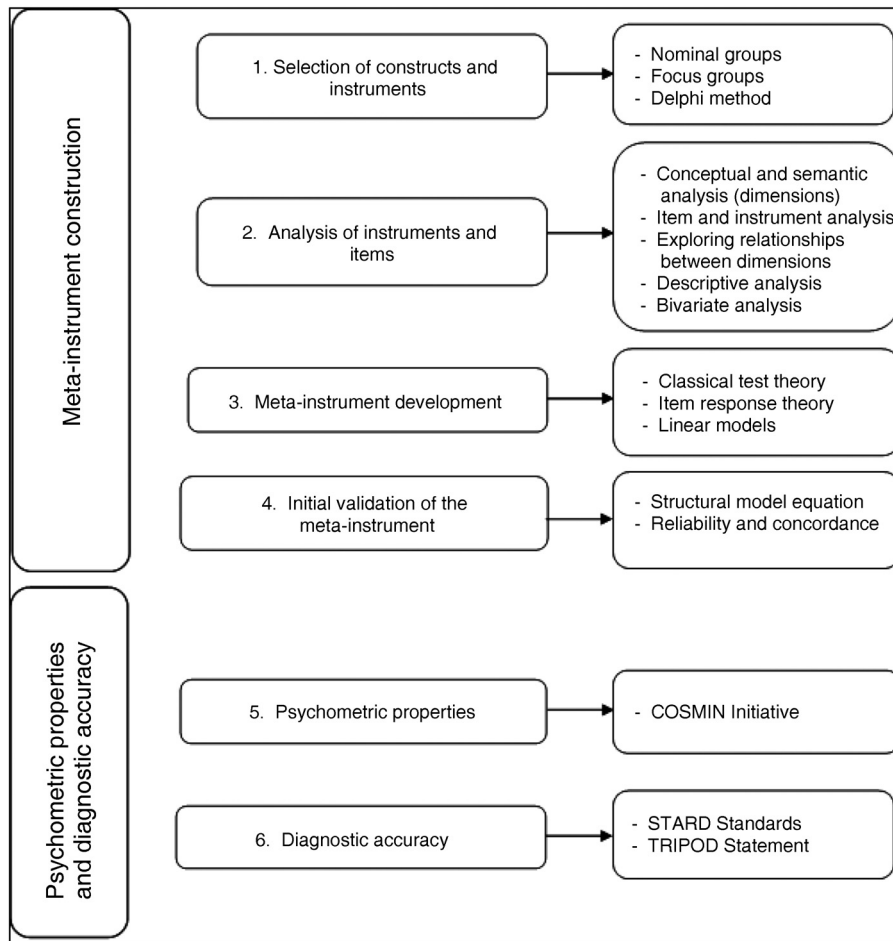 Meta-instrument construction
1. Selection of constructs and
instruments
- Nominal groups
- Focus groups
- Delphi method
2. Analysis of instruments and
items
- Conceptual and semantic
analysis (dimensions)
- Item and instrument analysis
- Exploring relationships
between dimensions
- Descriptive analysis
- Bivariate analysis
3. Meta-instrument development
- Classical test theory
- Item response theory
- Linear models
4. Initial validation of the
meta-instrument
- Structural model equation
- Reliability and concordance
Psychometric properties
and diagnostic accuracy
5. Psychometric properties
- COSMIN Initiative
6. Diagnostic accuracy
- STARD Standards
- TRIPOD Statement